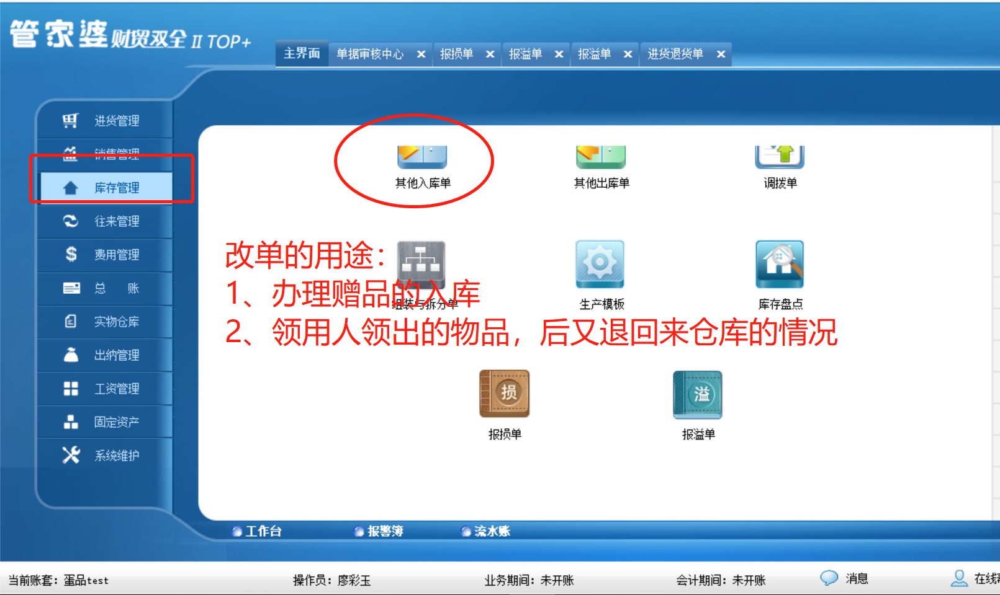 管家婆财贸双全 II TOP+
主界面 单据审核中心 × 报损单 × 报溢单 × 报溢单 × 进货退货单 ×
进货管理
销售管理
库存管理
往来管理
费用管理
总 账
实物仓库
出纳管理
工资管理
固定资产
系统维护
其他入库单 其他出库单 调拨单
改单的用途：
1、办理赠品的入库
组装与拆分单 生产模板 库存盘点
2、领用人领出的物品，后又退回来仓库的情况
损 溢
报损单 报溢单
工作台 报警簿 流水账
当前账套：蛋品test 操作员：廖彩玉 业务期间：未开账 会计期间：未开账 消息 在线